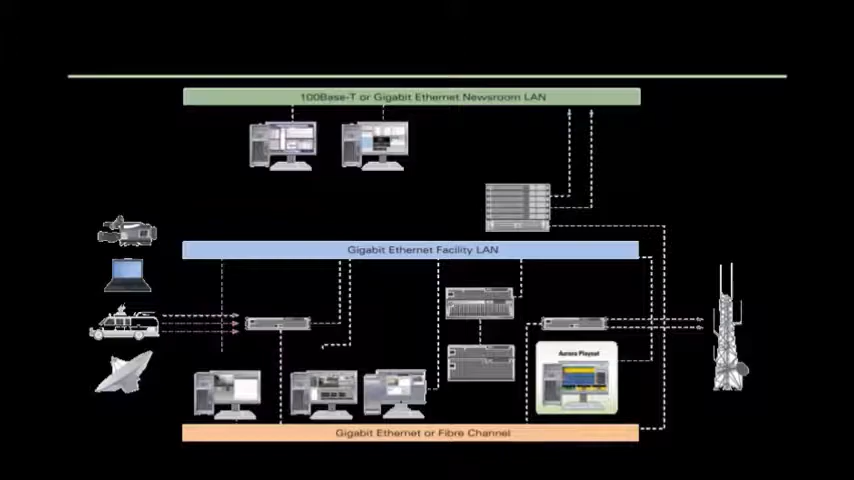 100Base-T or Gigabit Ethernet Newsroom LAN
Gigabit Ethernet Facility LAN
Aurora Playout
Gigabit Ethernet or Fibre Channel